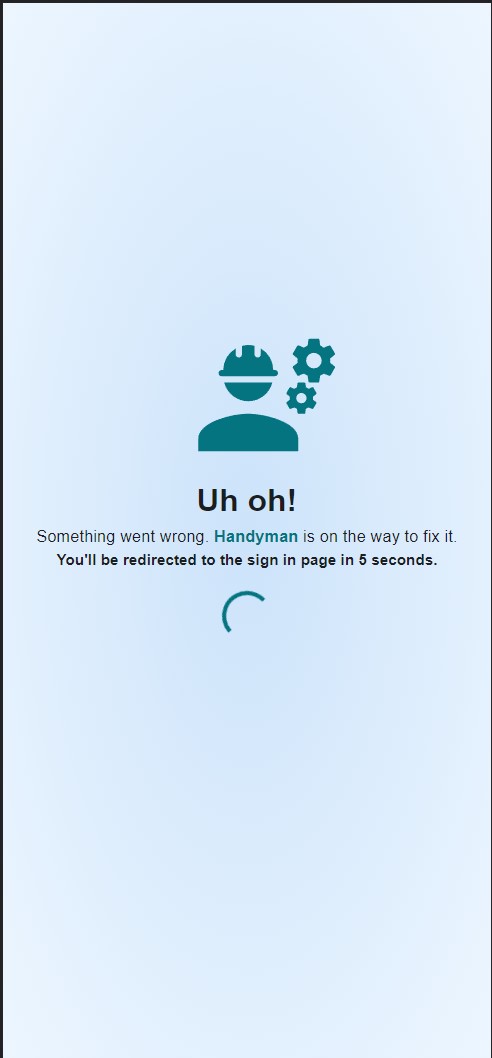 Uh oh!
Something went wrong. Handyman is on the way to fix it.
You'll be redirected to the sign in page in 5 seconds.